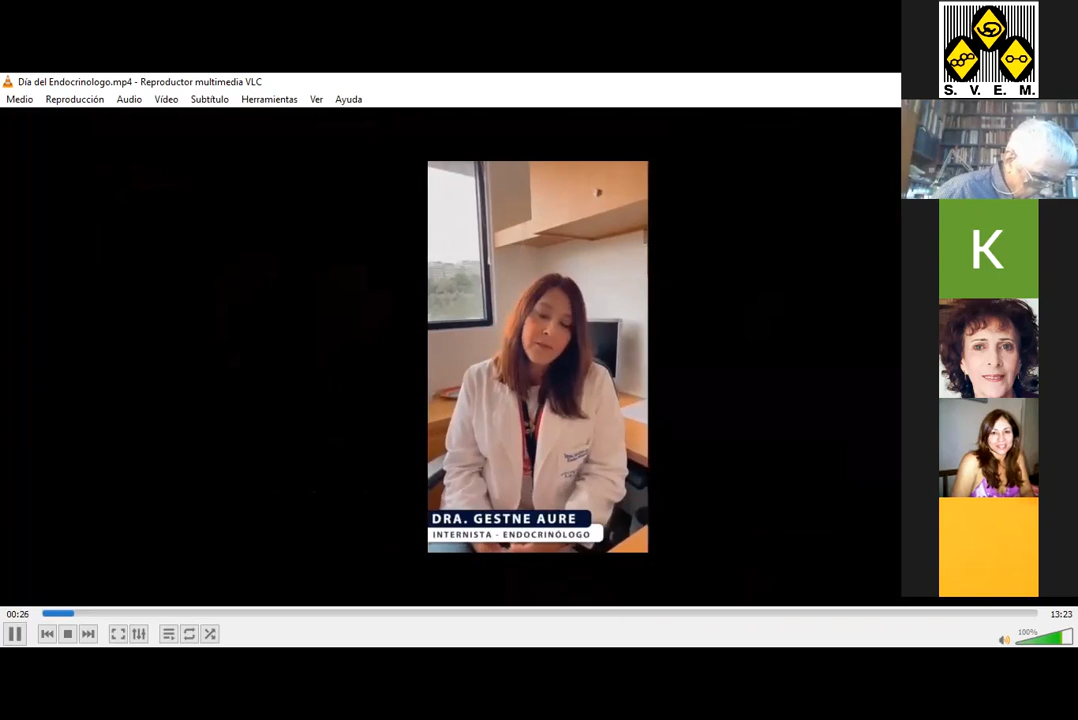 S. V. E. M.
Día del Endocrinologo.mp4 - Reproductor multimedia VLC
Medio Reproducción Audio Vídeo Subtítulo Herramientas Ver Ayuda
K
DRA. GESTNE AURE
INTERNISTA - ENDOCRINÓLOGO
00:26
13:23
100%